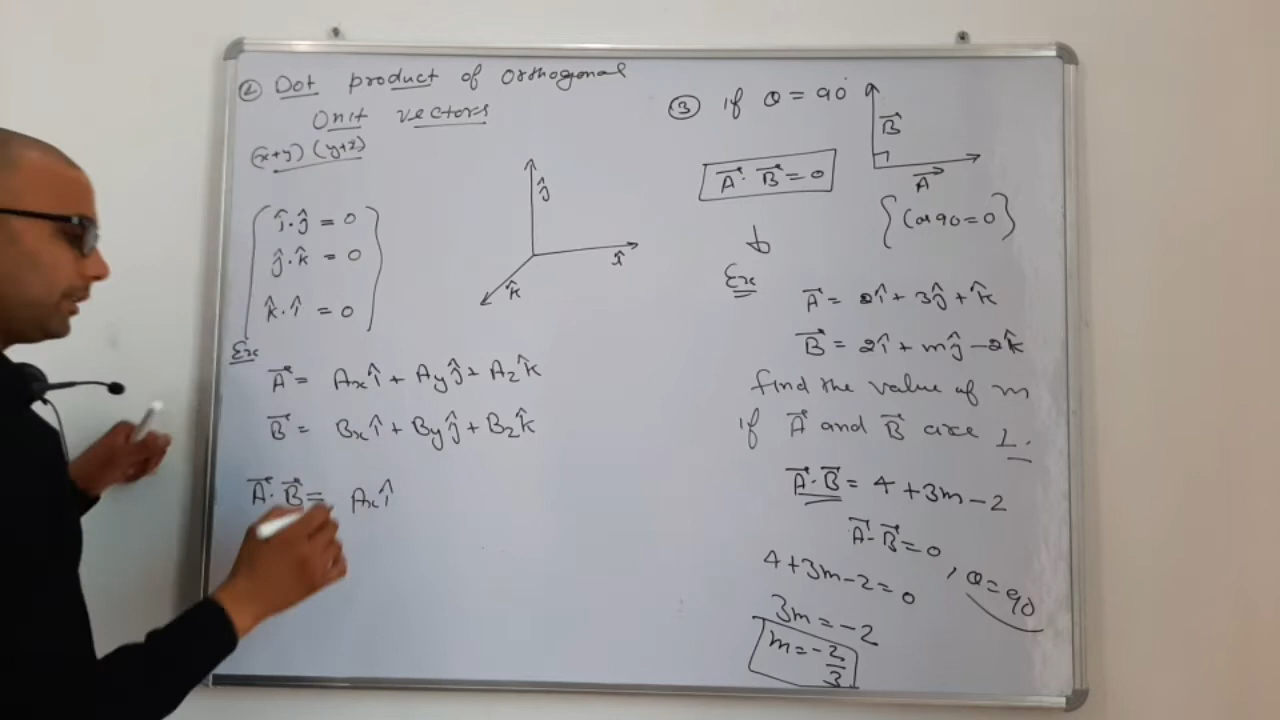 ② Dot product of Orthogonal
Unit vectors
(x+y) (y+z)
î·ĵ = 0
ĵ·k̂ = 0
k̂·î = 0
ĵ
î
k̂
Ex
A⃗ = Axî + Ayĵ + Azk̂
B⃗ = Bxî + Byĵ + Bzk̂
A⃗·B⃗ = Axî
③ if θ = 90°
B⃗
A⃗
A⃗·B⃗ = 0
{Cos90=0}
Ex
A⃗ = 2î + 3ĵ + k̂
B⃗ = 2î + mĵ - 2k̂
find the value of m
if A⃗ and B⃗ are ⊥.
A⃗·B⃗ = 4 + 3m - 2
A⃗·B⃗ = 0, θ = 90
4 + 3m - 2 = 0
3m = -2
m = -2/3